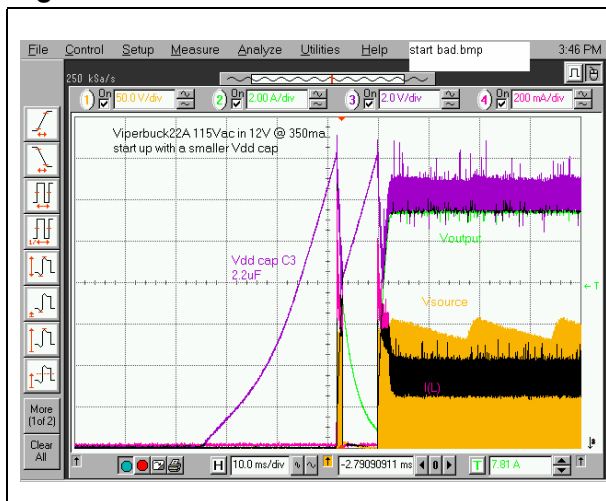 File Control Setup Measure Analyze Utilities Help start bad.bmp 3:46 PM
250 kSa/s
1 On 50.0 V/div 2 On 2.00 A/div 3 On 2.0 V/div 4 On 200 mA/div
Viperbuck22A 115Vac in 12V @ 350ma
start up with a smaller Vdd cap
Vdd cap C3
2.2uF
Voutput
T
Vsource
I(L)
More
(1of 2)
Clear
All
H 10.0 ms/div -2.79090911 ms 0 T 7.81 A